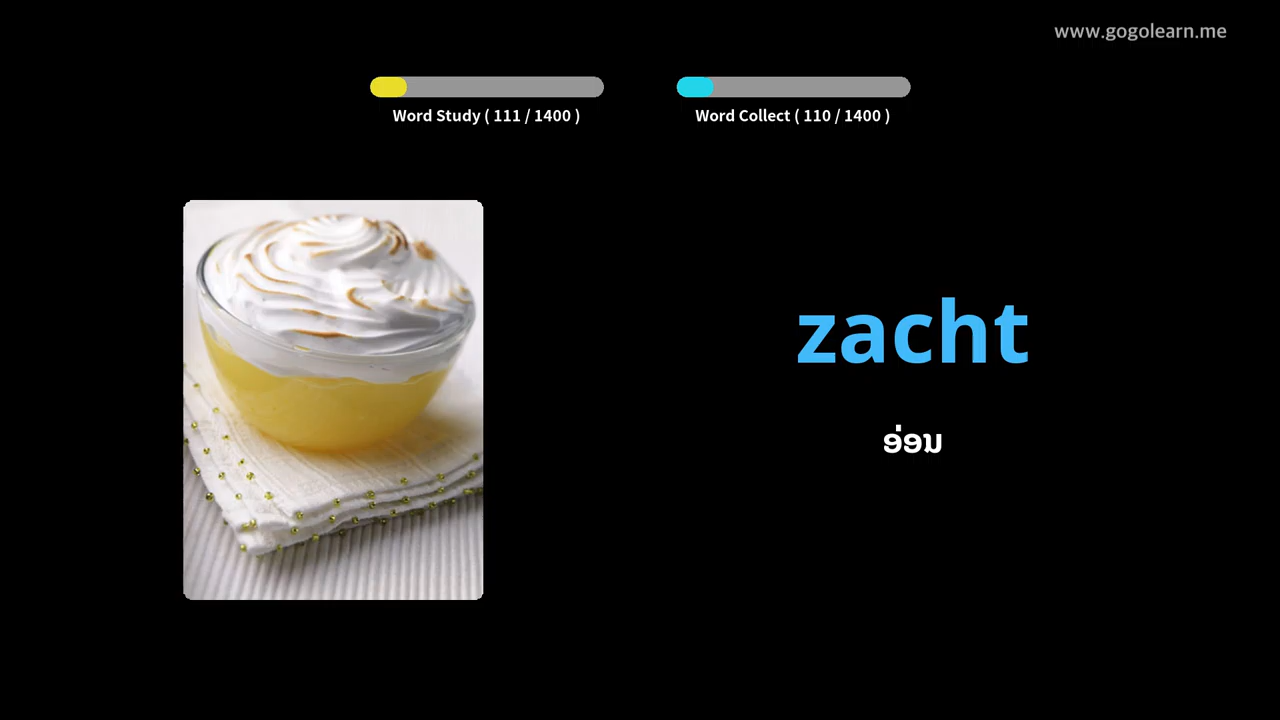 www.gogolearn.me
Word Study ( 111 / 1400 )
Word Collect ( 110 / 1400 )
zacht
ອ່ອນ